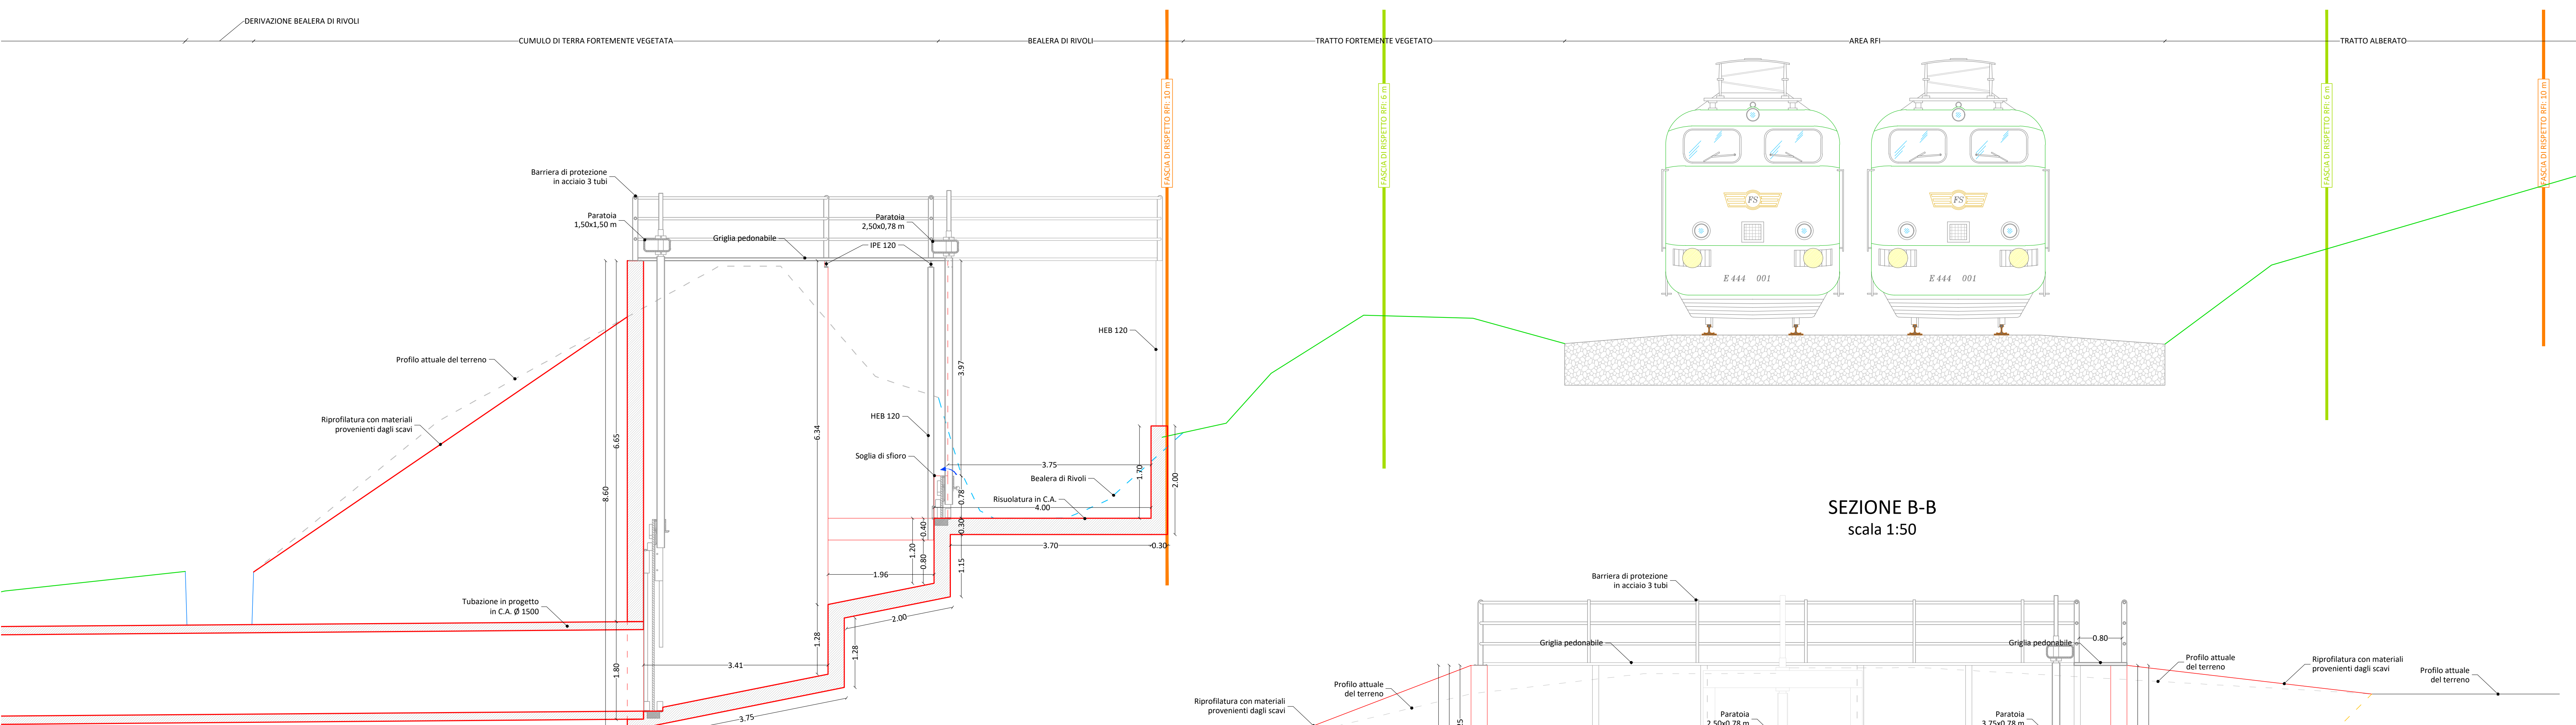 DERIVAZIONE BEALERA DI RIVOLI
CUMULO DI TERRA FORTEMENTE VEGETATA
BEALERA DI RIVOLI
TRATTO FORTEMENTE VEGETATO
AREA RFI
TRATTO ALBERATO
FASCIA DI RISPETTO RFI: 10 m
FASCIA DI RISPETTO RFI: 6 m
FASCIA DI RISPETTO RFI: 6 m
FASCIA DI RISPETTO RFI: 10 m
Barriera di protezione
in acciaio 3 tubi
Paratoia
1,50x1,50 m
Griglia pedonabile
Paratoia
2,50x0,78 m
IPE 120
FS
FS
E 444 001
E 444 001
HEB 120
Profilo attuale del terreno
3.97
Riprofilatura con materiali
provenienti dagli scavi
HEB 120
6.65
6.34
8.60
Soglia di sfioro
3.75
Bealera di Rivoli
1.70
2.00
Risuolatura in C.A.
0.78
4.00
0.40
0.30
1.20
0.80
1.15
3.70
0.30
1.96
2.00
Tubazione in progetto
in C.A. Ø 1500
1.28
1.28
3.41
1.80
3.75
SEZIONE B-B
scala 1:50
Barriera di protezione
in acciaio 3 tubi
Griglia pedonabile
Griglia pedonabile
0.80
Profilo attuale
del terreno
Riprofilatura con materiali
provenienti dagli scavi
Profilo attuale
del terreno
Profilo attuale
del terreno
Riprofilatura con materiali
provenienti dagli scavi
Paratoia
2,50x0,78 m
Paratoia
3,75x0,78 m